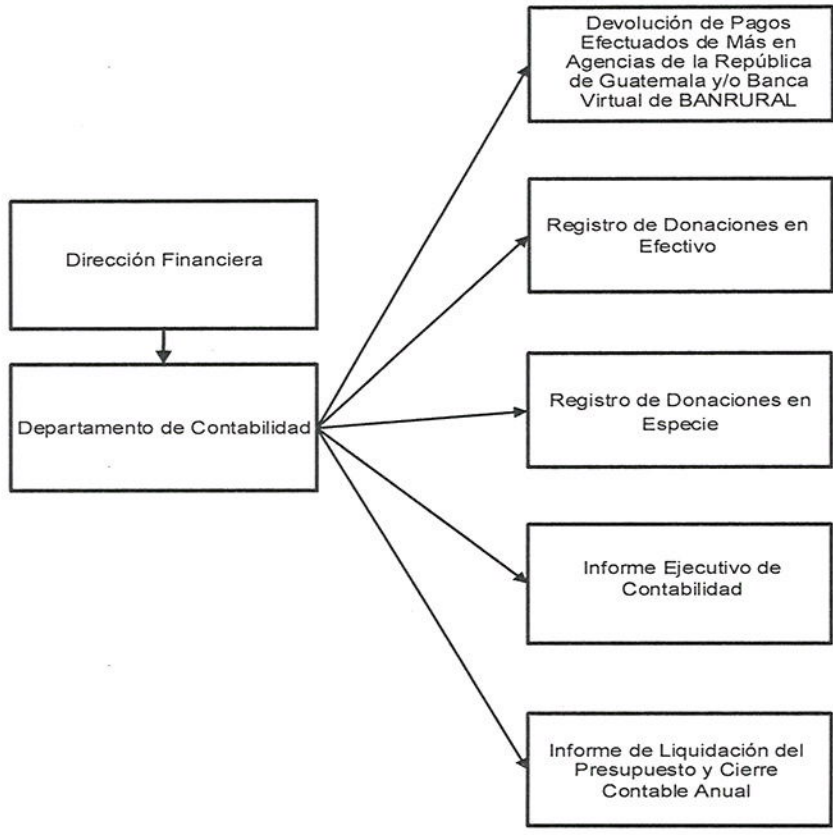 Dirección Financiera
Departamento de Contabilidad
Devolución de Pagos
Efectuados de Más en
Agencias de la República
de Guatemala y/o Banca
Virtual de BANRURAL
Registro de Donaciones en
Efectivo
Registro de Donaciones en
Especie
Informe Ejecutivo de
Contabilidad
Informe de Liquidación del
Presupuesto y Cierre
Contable Anual